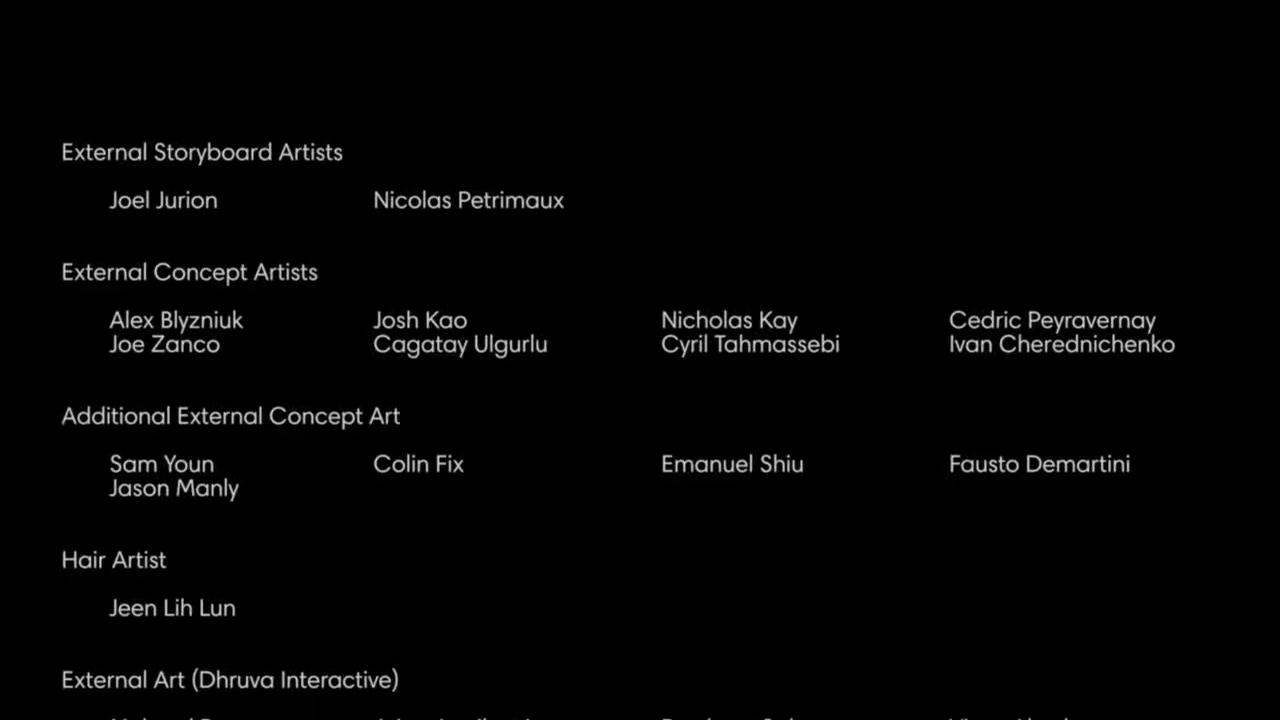 External Storyboard Artists
Joel Jurion Nicolas Petrimaux
External Concept Artists
Alex Blyzniuk Josh Kao Nicholas Kay Cedric Peyravernay
Joe Zanco Cagatay Ulgurlu Cyril Tahmassebi Ivan Cherednichenko
Additional External Concept Art
Sam Youn Colin Fix Emanuel Shiu Fausto Demartini
Jason Manly
Hair Artist
Jeen Lih Lun
External Art (Dhruva Interactive)